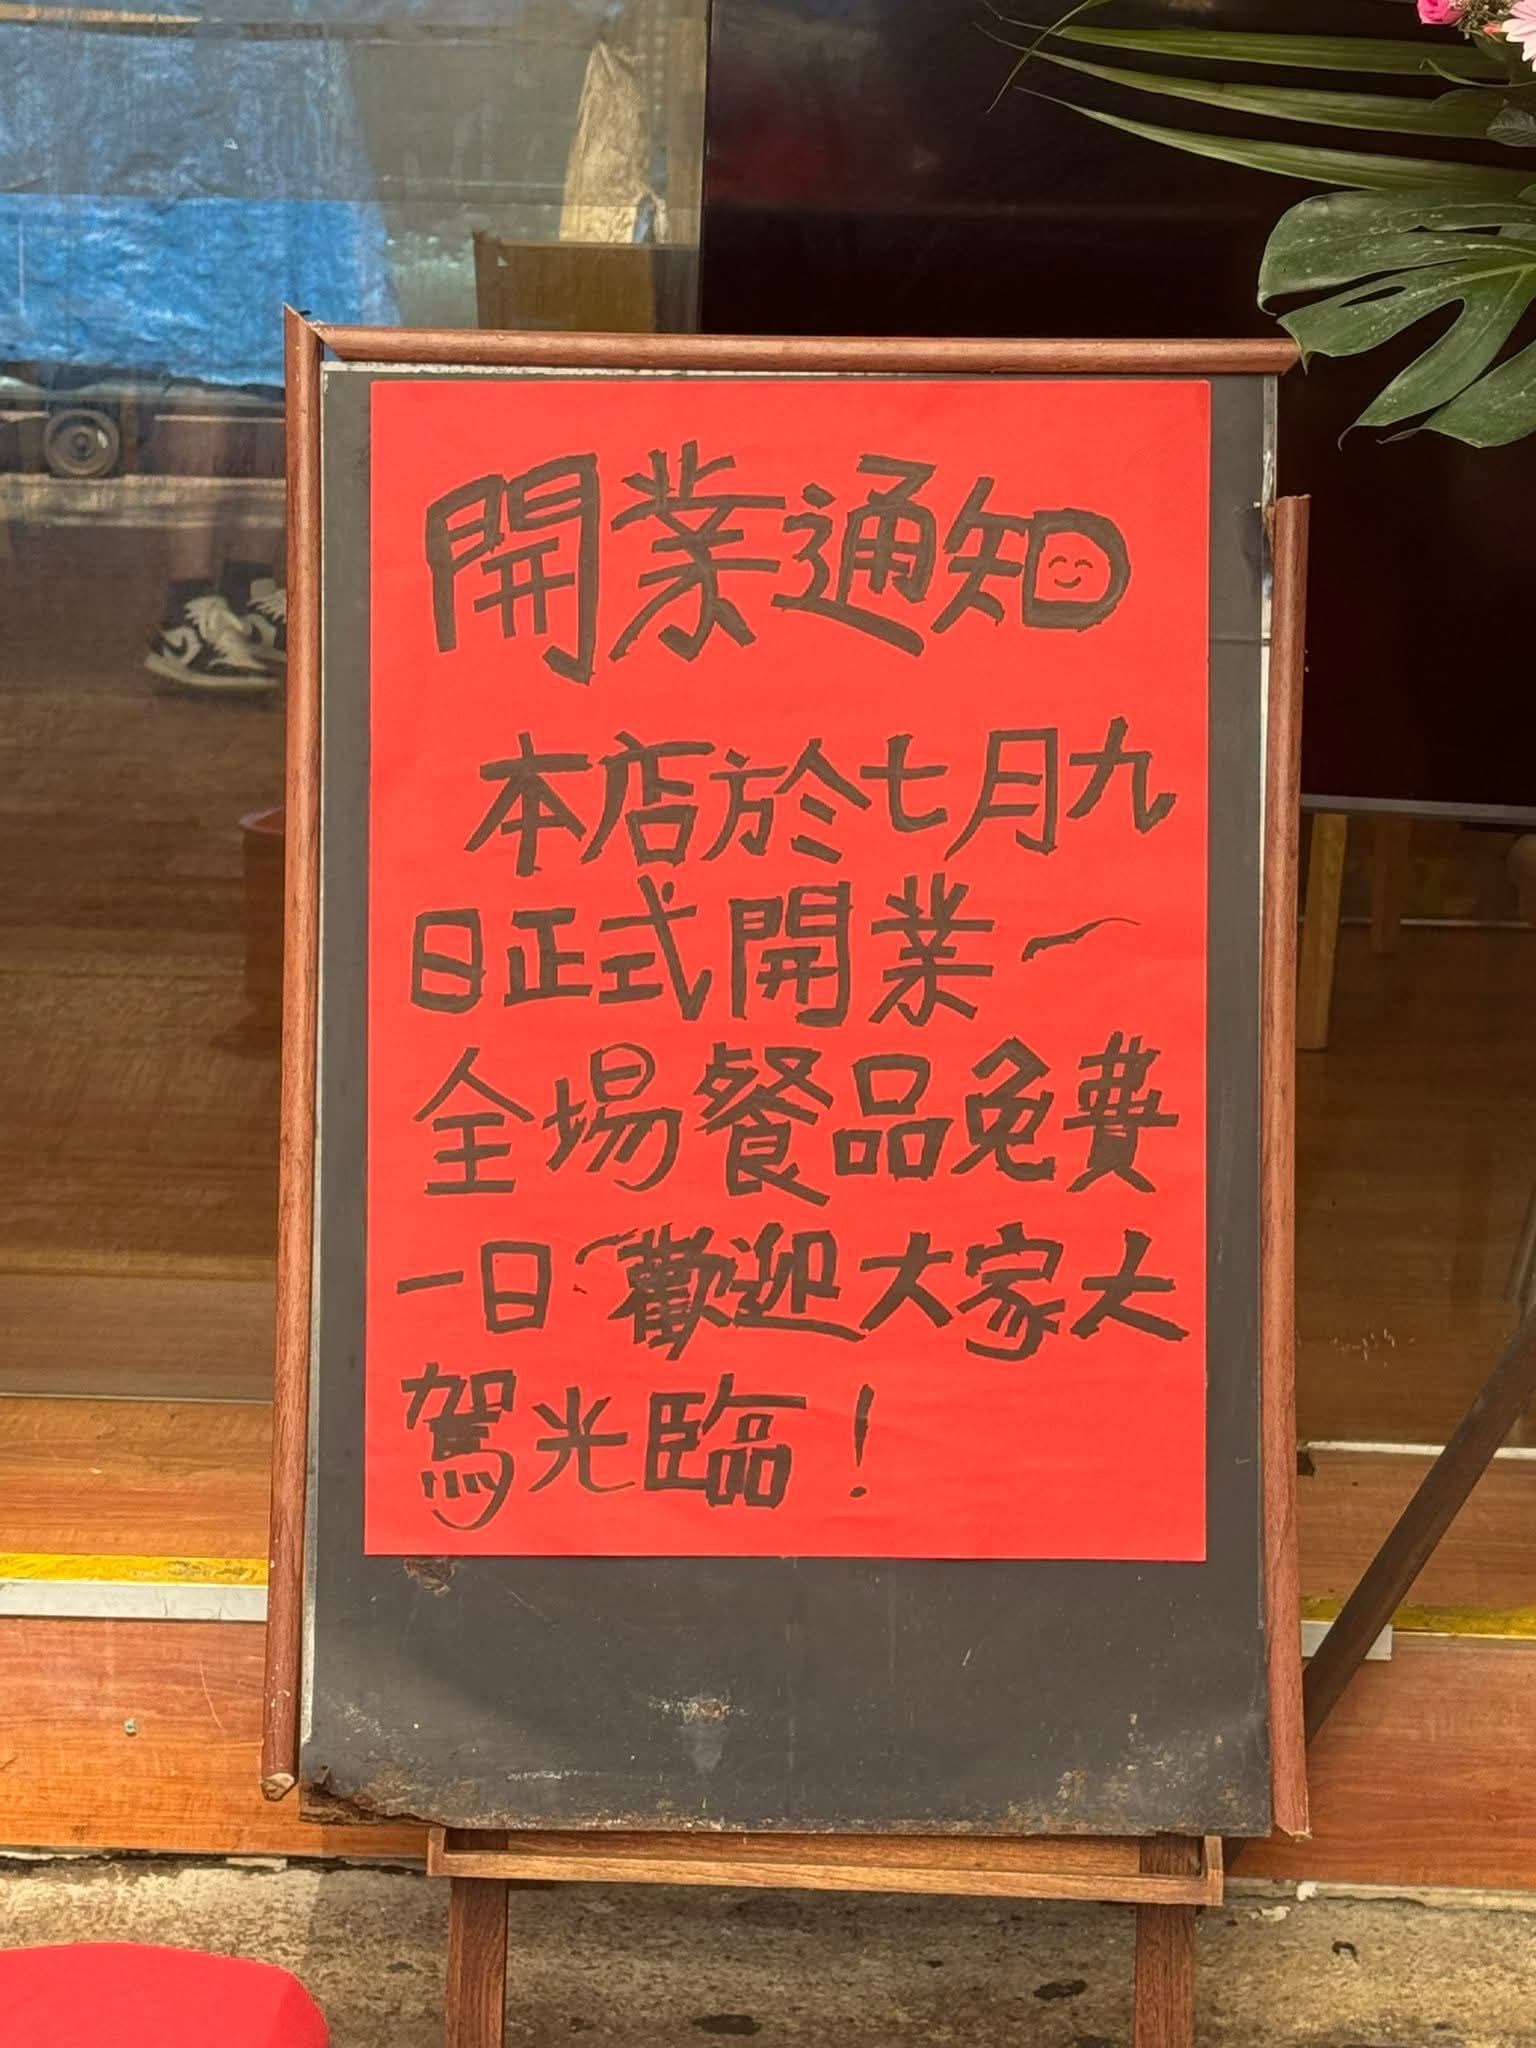 開業通知
本店於七月九
日正式開業
全場餐品免費
一日 歡迎大家大
駕光臨！